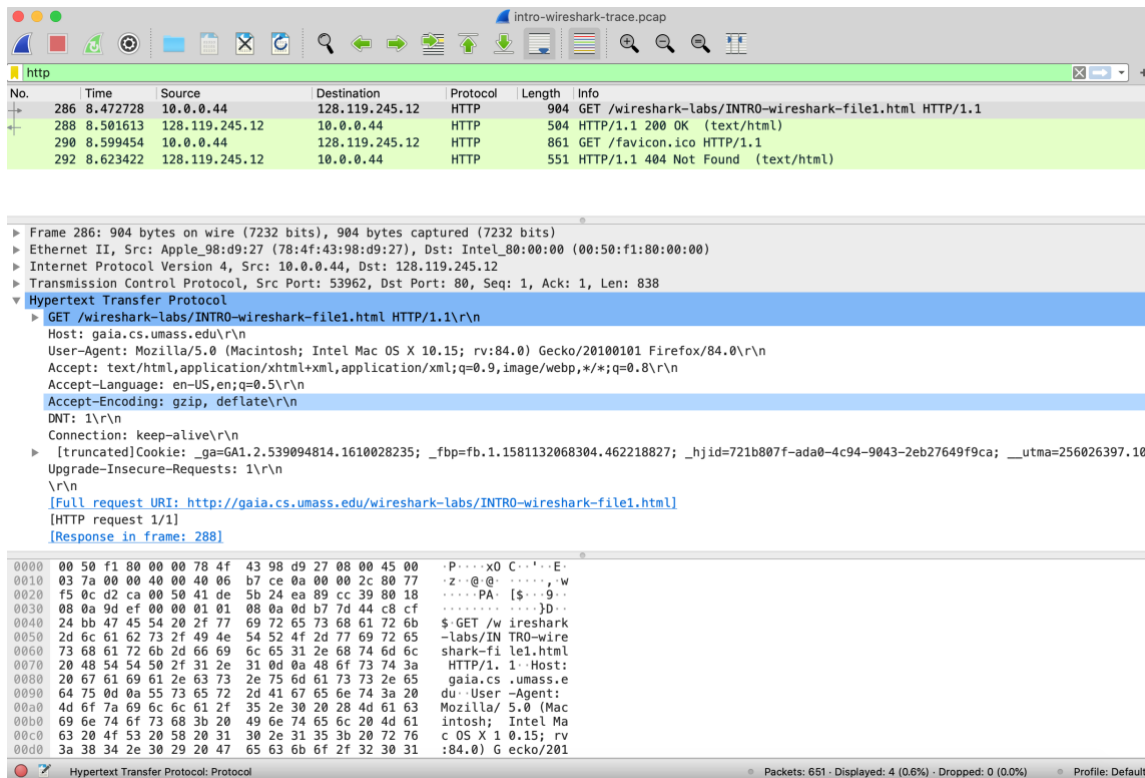 intro-wireshark-trace.pcap
http
No. Time Source Destination Protocol Length Info
286 8.472728 10.0.0.44 128.119.245.12 HTTP 904 GET /wireshark-labs/INTRO-wireshark-file1.html HTTP/1.1
288 8.501613 128.119.245.12 10.0.0.44 HTTP 504 HTTP/1.1 200 OK (text/html)
290 8.599454 10.0.0.44 128.119.245.12 HTTP 861 GET /favicon.ico HTTP/1.1
292 8.623422 128.119.245.12 10.0.0.44 HTTP 551 HTTP/1.1 404 Not Found (text/html)
Frame 286: 904 bytes on wire (7232 bits), 904 bytes captured (7232 bits)
Ethernet II, Src: Apple_98:d9:27 (78:4f:43:98:d9:27), Dst: Intel_80:00:00 (00:50:f1:80:00:00)
Internet Protocol Version 4, Src: 10.0.0.44, Dst: 128.119.245.12
Transmission Control Protocol, Src Port: 53962, Dst Port: 80, Seq: 1, Ack: 1, Len: 838
Hypertext Transfer Protocol
GET /wireshark-labs/INTRO-wireshark-file1.html HTTP/1.1\r\n
Host: gaia.cs.umass.edu\r\n
User-Agent: Mozilla/5.0 (Macintosh; Intel Mac OS X 10.15; rv:84.0) Gecko/20100101 Firefox/84.0\r\n
Accept: text/html,application/xhtml+xml,application/xml;q=0.9,image/webp,*/*;q=0.8\r\n
Accept-Language: en-US,en;q=0.5\r\n
Accept-Encoding: gzip, deflate\r\n
DNT: 1\r\n
Connection: keep-alive\r\n
[truncated]Cookie: _ga=GA1.2.539094814.1610028235; _fbp=fb.1.1581132068304.462218827; _hjid=721b807f-ada0-4c94-9043-2eb27649f9ca; __utma=256026397.10
Upgrade-Insecure-Requests: 1\r\n
\r\n
[Full request URI: http://gaia.cs.umass.edu/wireshark-labs/INTRO-wireshark-file1.html]
[HTTP request 1/1]
[Response in frame: 288]
0000 00 50 f1 80 00 00 78 4f 43 98 d9 27 08 00 45 00 ·P····xO C··'··E·
0010 03 7a 00 00 40 00 40 06 b7 ce 0a 00 00 2c 80 77 ·z··@·@· ·····,·w
0020 f5 0c d2 ca 00 50 41 de 5b 24 ea 89 cc 39 80 18 ·····PA· [$···9··
0030 08 0a 9d ef 00 00 01 01 08 0a 0d b7 7d 44 c8 cf ········ ····}D··
0040 24 bb 47 45 54 20 2f 77 69 72 65 73 68 61 72 6b $·GET /w ireshark
0050 2d 6c 61 62 73 2f 49 4e 54 52 4f 2d 77 69 72 65 -labs/IN TRO-wire
0060 73 68 61 72 6b 2d 66 69 6c 65 31 2e 68 74 6d 6c shark-fi le1.html
0070 20 48 54 54 50 2f 31 2e 31 0d 0a 48 6f 73 74 3a HTTP/1. 1··Host:
0080 20 67 61 69 61 2e 63 73 2e 75 6d 61 73 73 2e 65 gaia.cs .umass.e
0090 64 75 0d 0a 55 73 65 72 2d 41 67 65 6e 74 3a 20 du··User -Agent:
00a0 4d 6f 7a 69 6c 6c 61 2f 35 2e 30 20 28 4d 61 63 Mozilla/ 5.0 (Mac
00b0 69 6e 74 6f 73 68 3b 20 49 6e 74 65 6c 20 4d 61 intosh; Intel Ma
00c0 63 20 4f 53 20 58 20 31 30 2e 31 35 3b 20 72 76 c OS X 1 0.15; rv
00d0 3a 38 34 2e 30 29 20 47 65 63 6b 6f 2f 32 30 31 :84.0) G ecko/201
Hypertext Transfer Protocol: Protocol Packets: 651 · Displayed: 4 (0.6%) · Dropped: 0 (0.0%) Profile: Default